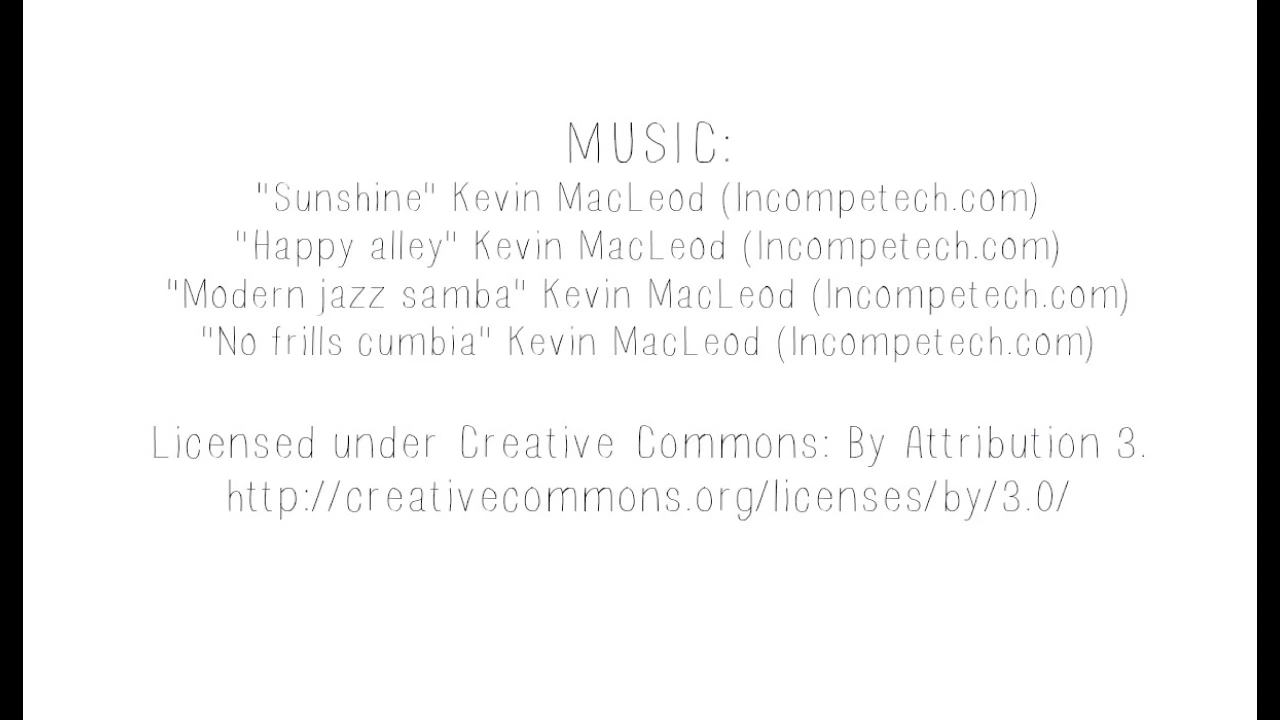 MUSIC:
"Sunshine" Kevin MacLeod (Incompetech.com)
"Happy alley" Kevin MacLeod (Incompetech.com)
"Modern jazz samba" Kevin MacLeod (Incompetech.com)
"No frills cumbia" Kevin MacLeod (Incompetech.com)
Licensed under Creative Commons: By Attribution 3.
http://creativecommons.org/licenses/by/3.0/